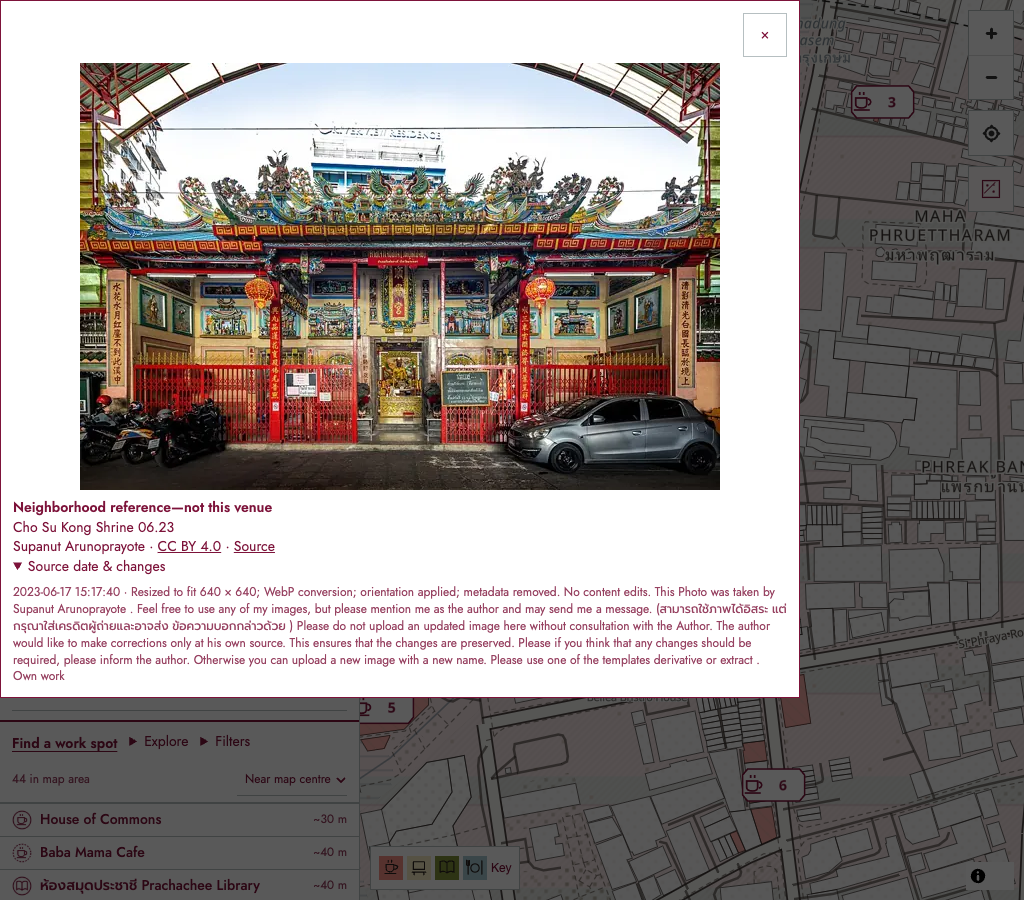 ×
RIVER VIEW RESIDENCE
Neighborhood reference—not this venue
Cho Su Kong Shrine 06.23
Supanut Arunoprayote · CC BY 4.0 · Source
▼ Source date & changes
2023-06-17 15:17:40 · Resized to fit 640 × 640; WebP conversion; orientation applied; metadata removed. No content edits. This Photo was taken by
Supanut Arunoprayote . Feel free to use any of my images, but please mention me as the author and may send me a message. (สามารถใช้ภาพได้อิสระ แต่
กรุณาใส่เครดิตผู้ถ่ายและอาจส่ง ข้อความบอกกล่าวด้วย ) Please do not upload an updated image here without consultation with the Author. The author
would like to make corrections only at his own source. This ensures that the changes are preserved. Please if you think that any changes should be
required, please inform the author. Otherwise you can upload a new image with a new name. Please use one of the templates derivative or extract .
Own work
Find a work spot
Explore
Filters
44 in map area
Near map centre
House of Commons
~30 m
Baba Mama Cafe
~40 m
ห้องสมุดประชาชี Prachachee Library
~40 m
+
−
3
MAHA
PHRUETTHARAM
มหาพฤฒาราม
PHREAK BAN
Si Phraya Ro
5
6
Key